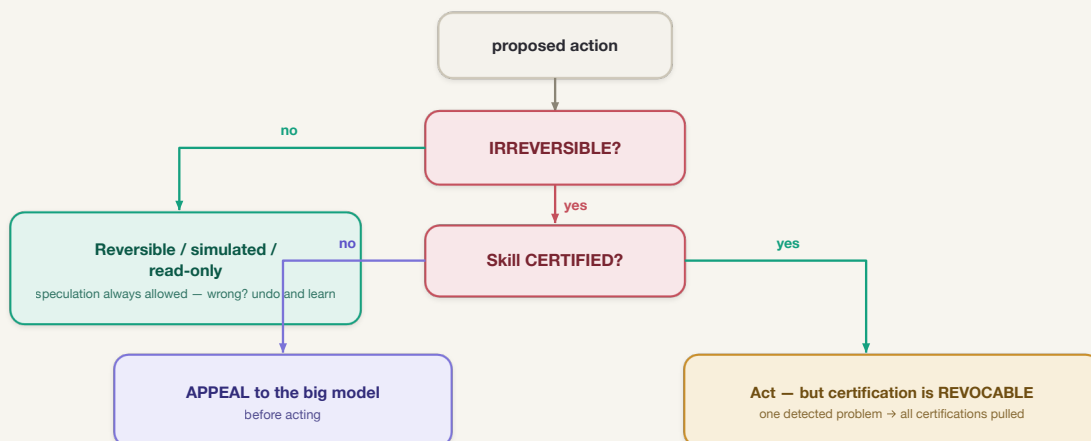 proposed action
no
IRREVERSIBLE?
yes
Reversible / simulated /
read-only
speculation always allowed — wrong? undo and learn
no
Skill CERTIFIED?
yes
APPEAL to the big model
before acting
Act — but certification is REVOCABLE
one detected problem → all certifications pulled